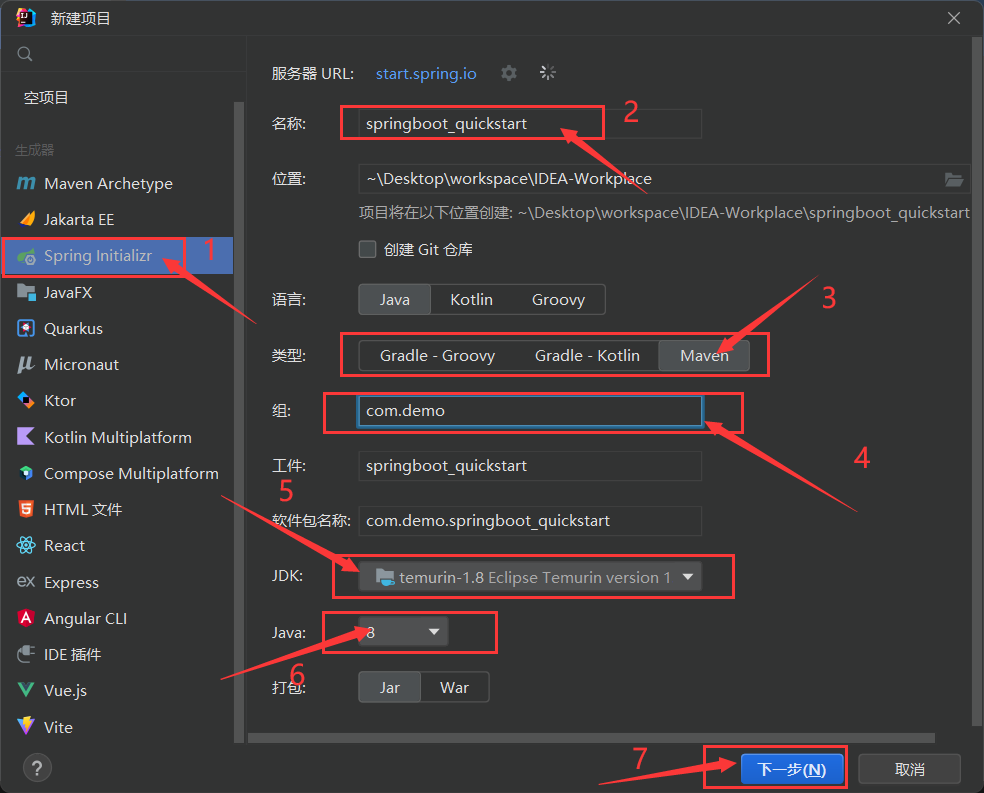 新建项目
空项目
生成器
Maven Archetype
Jakarta EE
Spring Initializr
1
JavaFX
Quarkus
Micronaut
Ktor
Kotlin Multiplatform
Compose Multiplatform
HTML 文件
React
ex Express
Angular CLI
IDE 插件
Vue.js
Vite
?
服务器 URL: start.spring.io
名称: springboot_quickstart
2
位置: ~\Desktop\workspace\IDEA-Workplace
项目将在以下位置创建: ~\Desktop\workspace\IDEA-Workplace\springboot_quickstart
创建 Git 仓库
语言: Java Kotlin Groovy
3
类型: Gradle - Groovy Gradle - Kotlin Maven
组: com.demo
4
工件: springboot_quickstart
5
软件包名称: com.demo.springboot_quickstart
JDK: temurin-1.8 Eclipse Temurin version 1
Java: 8
6
打包: Jar War
7
下一步(N) 取消